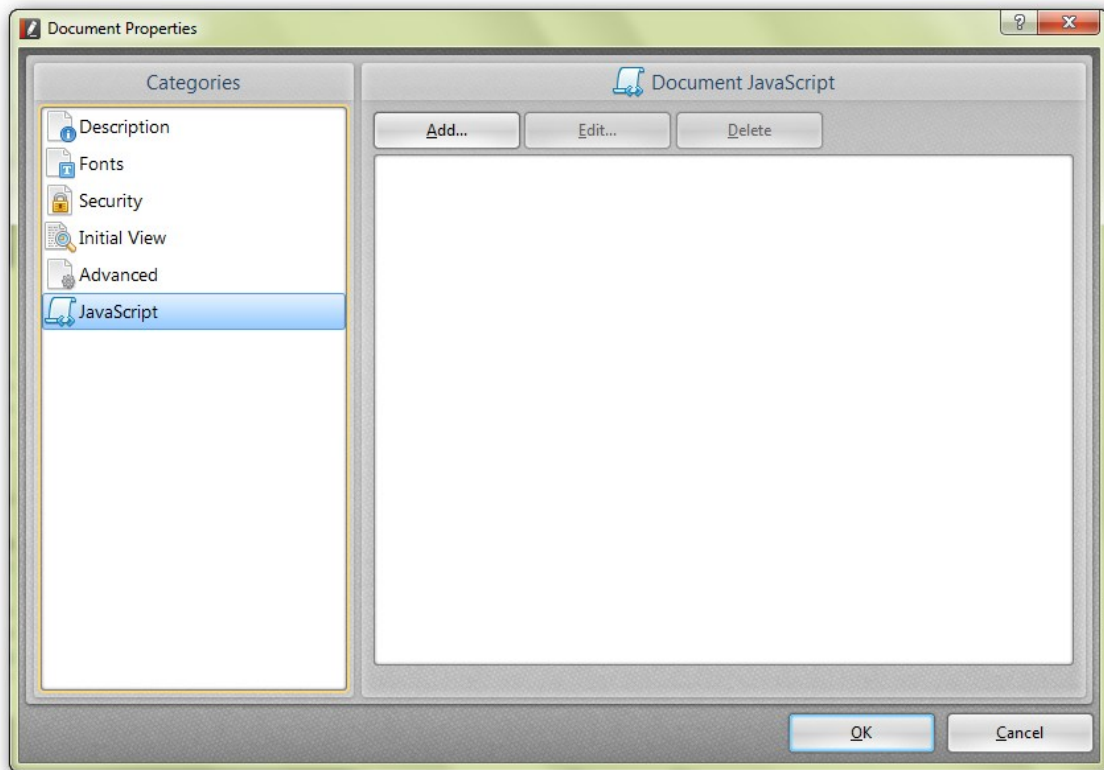 Document Properties
Categories
Description
Fonts
Security
Initial View
Advanced
JavaScript
Document JavaScript
Add... Edit... Delete
OK Cancel